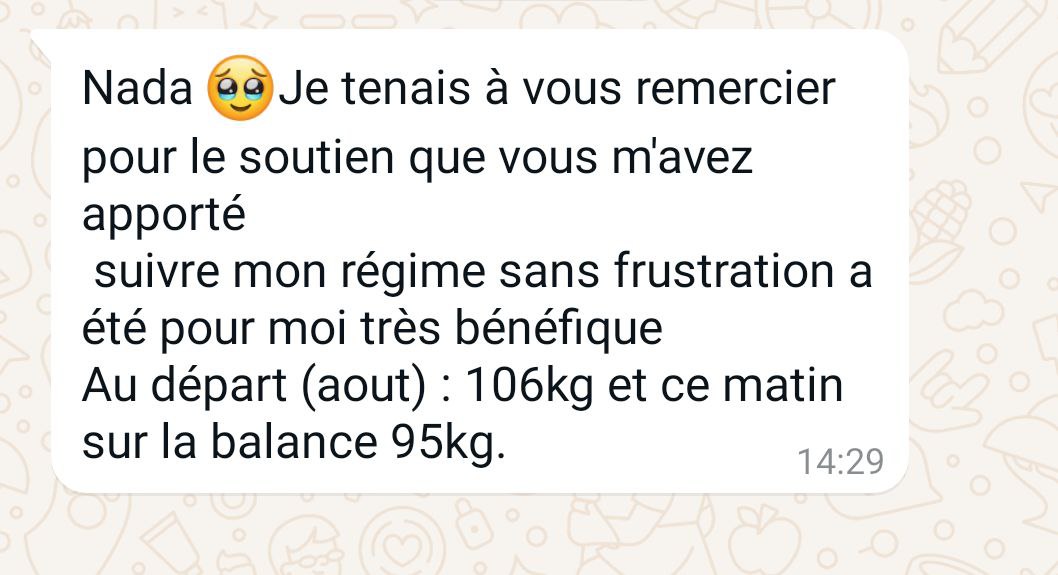 Nada 🥹Je tenais à vous remercier
pour le soutien que vous m'avez
apporté
suivre mon régime sans frustration a
été pour moi très bénéfique
Au départ (aout) : 106kg et ce matin
sur la balance 95kg.
14:29